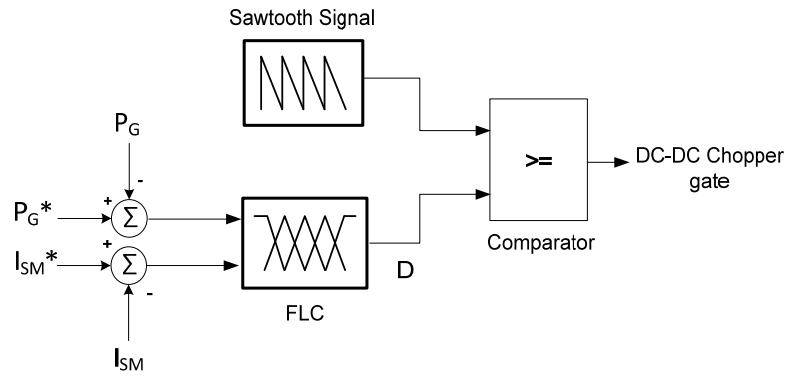 Sawtooth Signal
P_G
-
+
P_G*
Σ
+
I_SM*
Σ
-
I_SM
FLC
D
>=
Comparator
DC-DC Chopper
gate